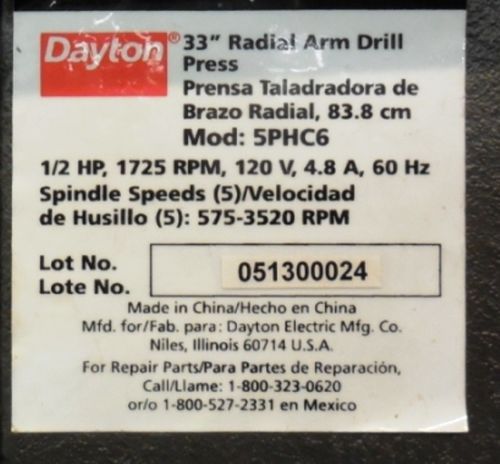 Dayton® 33" Radial Arm Drill
Press
Prensa Taladradora de
Brazo Radial, 83.8 cm
Mod: 5PHC6
1/2 HP, 1725 RPM, 120 V, 4.8 A, 60 Hz
Spindle Speeds (5)/Velocidad
de Husillo (5): 575-3520 RPM
Lot No.
Lote No.
051300024
Made in China/Hecho en China
Mfd. for/Fab. para: Dayton Electric Mfg. Co.
Niles, Illinois 60714 U.S.A.
For Repair Parts/Para Partes de Reparación,
Call/Llame: 1-800-323-0620
or/o 1-800-527-2331 en Mexico